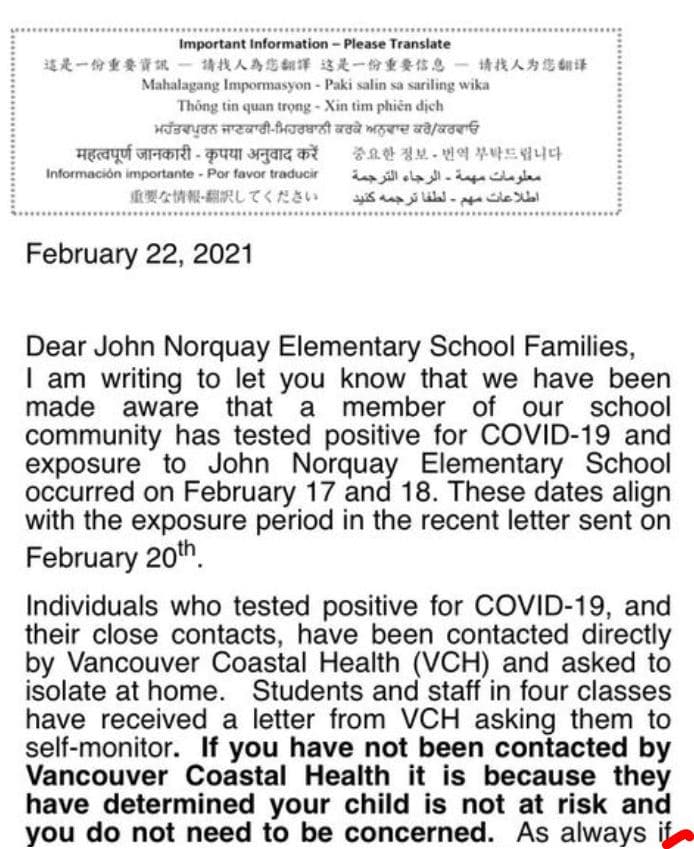 Important Information – Please Translate
這是一份重要資訊 — 請找人為您翻譯 这是一份重要信息 — 请找人为您翻译
Mahalagang Impormasyon - Paki salin sa sariling wika
Thông tin quan trọng - Xin tìm phiên dịch
ਮਹੱਤਵਪੂਰਨ ਜਾਣਕਾਰੀ-ਮਿਹਰਬਾਨੀ ਕਰਕੇ ਅਨੁਵਾਦ ਕਰੋ/ਕਰਵਾਓ
महत्वपूर्ण जानकारी - कृपया अनुवाद करें 중요한 정보 - 번역 부탁드립니다
Información importante - Por favor traducir معلومات مهمة - الرجاء الترجمة
重要な情報-翻訳してください اطلاعات مهم - لطفا ترجمه کنید
February 22, 2021
Dear John Norquay Elementary School Families,
I am writing to let you know that we have been
made aware that a member of our school
community has tested positive for COVID-19 and
exposure to John Norquay Elementary School
occurred on February 17 and 18. These dates align
with the exposure period in the recent letter sent on
February 20th.
Individuals who tested positive for COVID-19, and
their close contacts, have been contacted directly
by Vancouver Coastal Health (VCH) and asked to
isolate at home. Students and staff in four classes
have received a letter from VCH asking them to
self-monitor. If you have not been contacted by
Vancouver Coastal Health it is because they
have determined your child is not at risk and
you do not need to be concerned. As always if